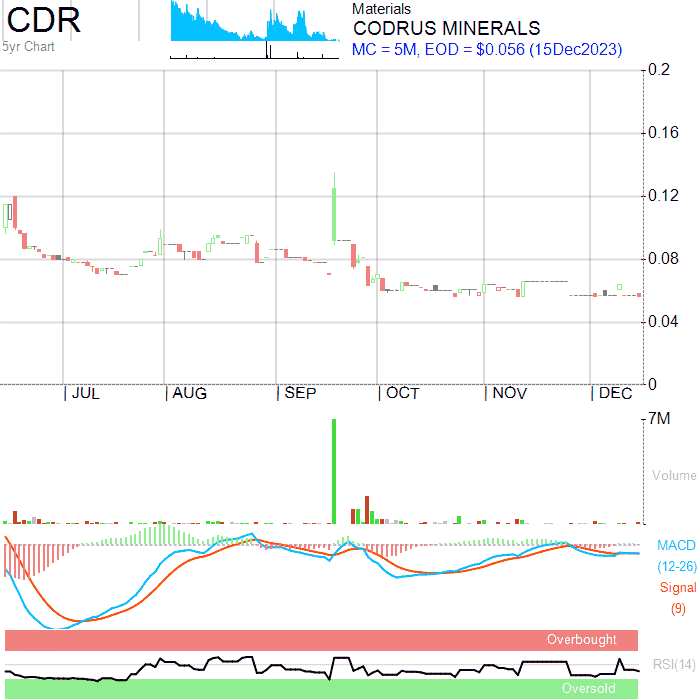 CDR
5yr Chart
Materials
CODRUS MINERALS
MC = 5M, EOD = $0.056 (15Dec2023)
0.2
0.16
0.12
0.08
0.04
0
JUL AUG SEP OCT NOV DEC
7M
Volume
MACD
(12-26)
Signal
(9)
Overbought
RSI(14)
Oversold